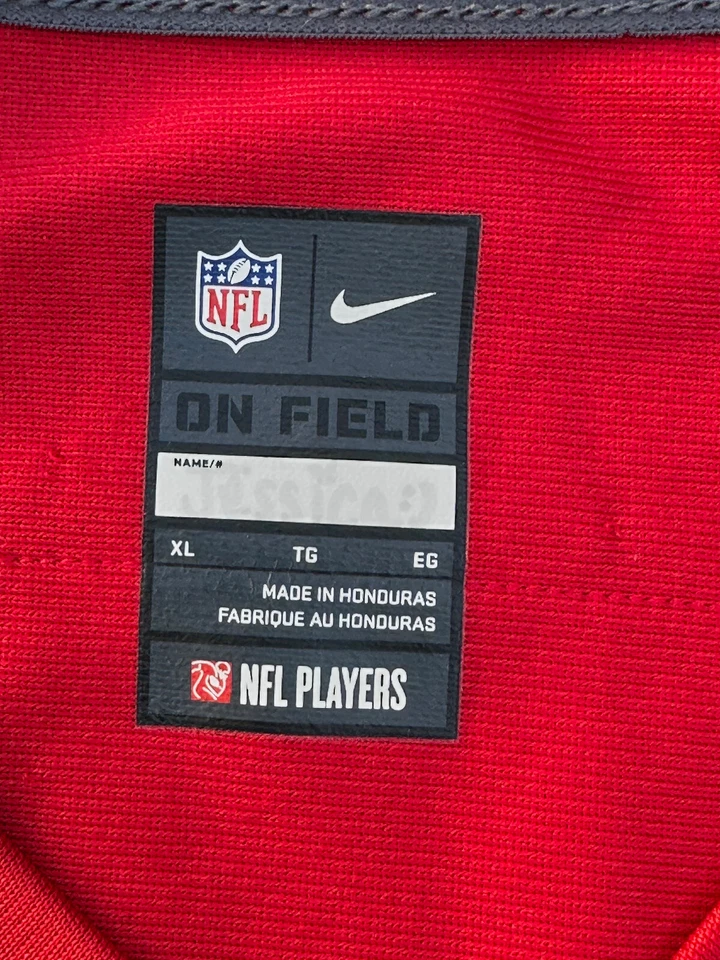 NFL
ON FIELD
NAME/#
XL TG EG
MADE IN HONDURAS
FABRIQUE AU HONDURAS
NFL PLAYERS